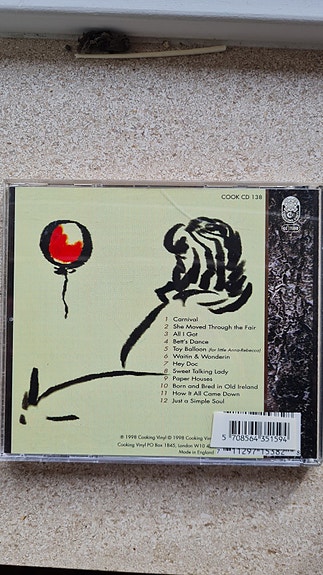 COOK CD 138
1 Carnival
2 She Moved Through the Fair
3 All I Got
4 Bett's Dance
5 Toy Balloon (for little Anna-Rebecca)
6 Waitin & Wonderin
7 Hey Doc
8 Sweet Talking Lady
9 Paper Houses
10 Born and Bred in Old Ireland
11 How It All Came Down
12 Just a Simple Soul
℗ 1998 Cooking Vinyl © 1998 Cooking Vinyl
Cooking Vinyl PO Box 1845, London W10 4
Made in England
5 708564 351594